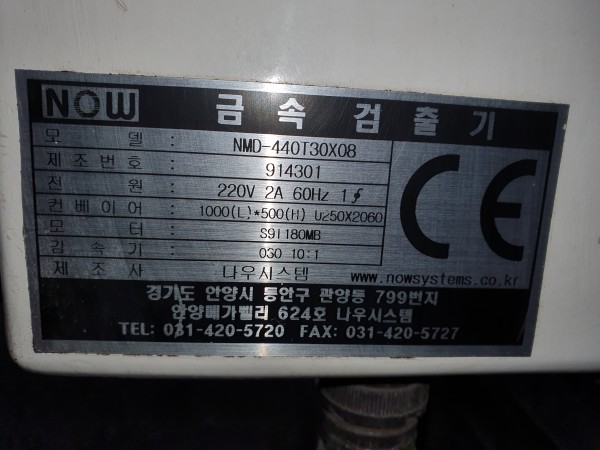 NOW 금속검출기
모 델 : NMD-440T30X08
제조번호 : 914301
전 원 : 220V 2A 60Hz 1∮
컨베이어 : 1000(L)*500(H) U250X2060
모 터 : S9I180MB
감 속 기 : 030 10:1
제 조 사 : 나우시스템
www.nowsystems.co.kr
경기도 안양시 동안구 관양동 799번지
안양메가밸리 624호 나우시스템
TEL: 031-420-5720 FAX: 031-420-5727
CE